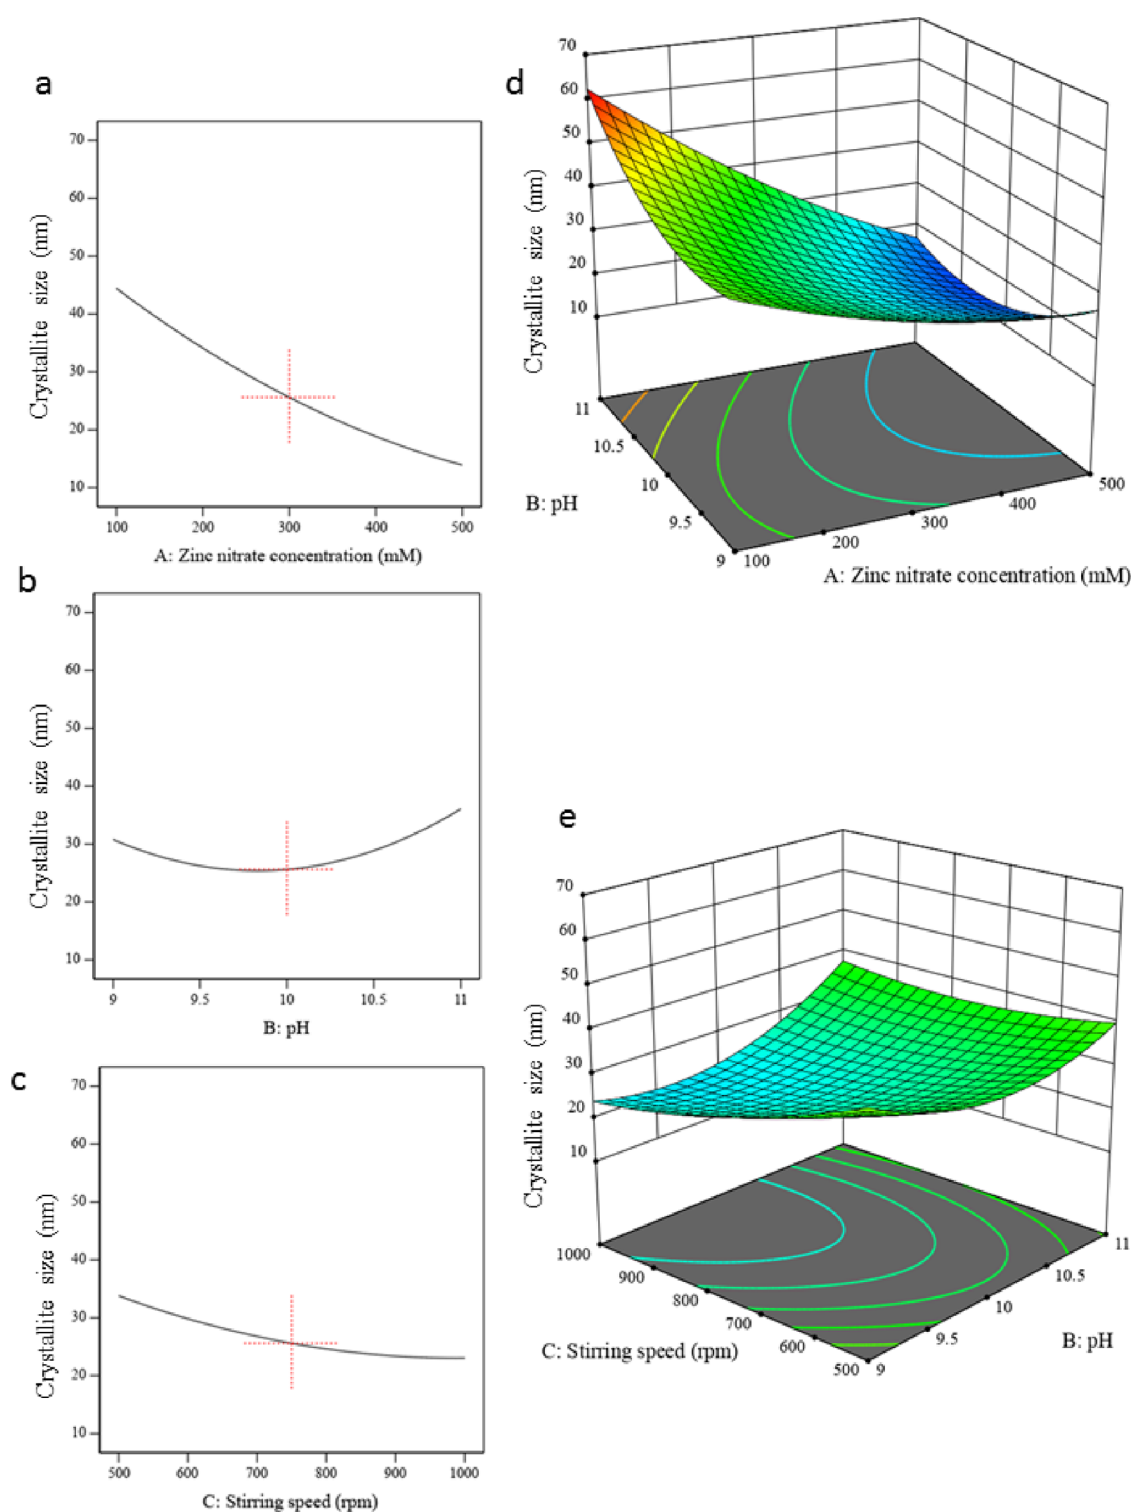 a
Crystallite size (nm)
70
60
50
40
30
20
10
100 200 300 400 500
A: Zinc nitrate concentration (mM)
b
Crystallite size (nm)
70
60
50
40
30
20
10
9 9.5 10 10.5 11
B: pH
c
Crystallite size (nm)
70
60
50
40
30
20
10
500 600 700 800 900 1000
C: Stirring speed (rpm)
d
Crystallite size (nm)
70
60
50
40
30
20
10
11
10.5
10
9.5
9
B: pH
100
200
300
400
500
A: Zinc nitrate concentration (mM)
e
Crystallite size (nm)
70
60
50
40
30
20
10
1000
900
800
700
600
500
C: Stirring speed (rpm)
9
9.5
10
10.5
11
B: pH